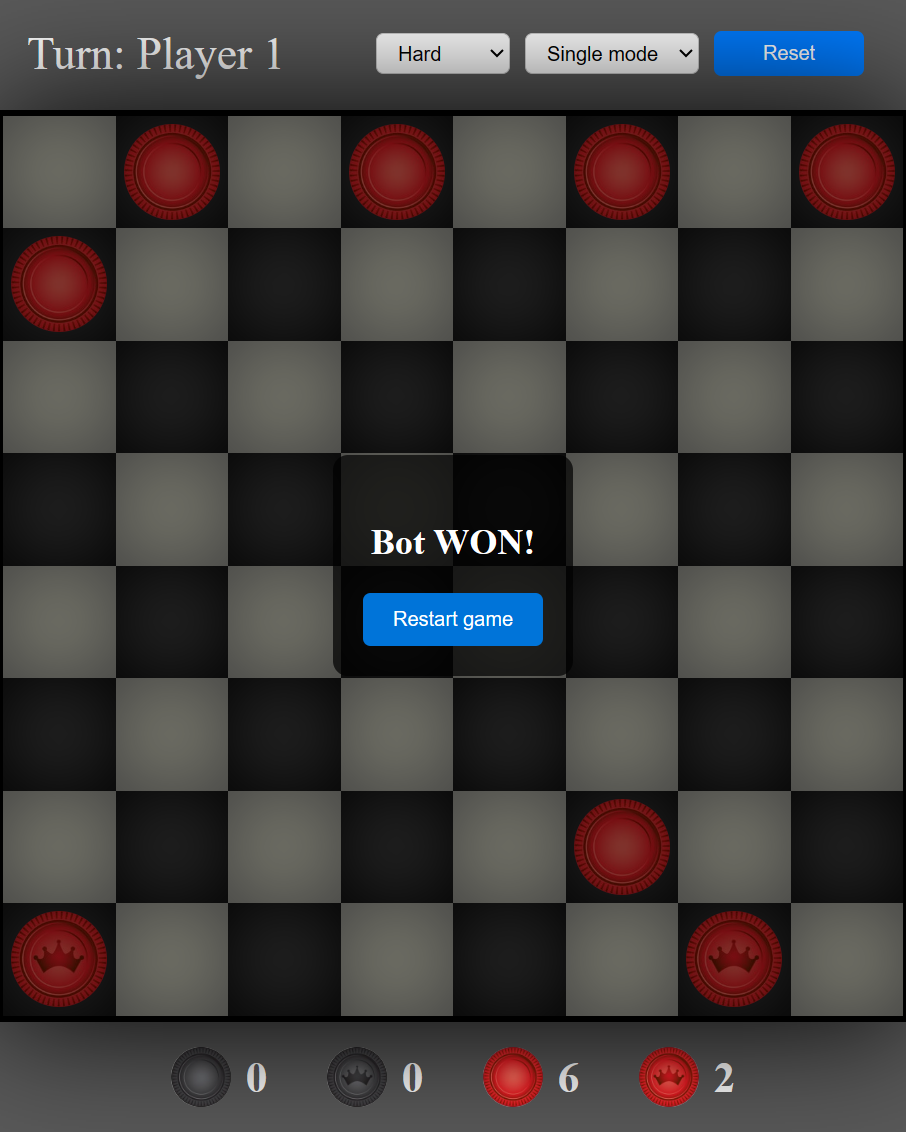 Turn: Player 1
Hard
Single mode
Reset
Bot WON!
Restart game
0
0
6
2